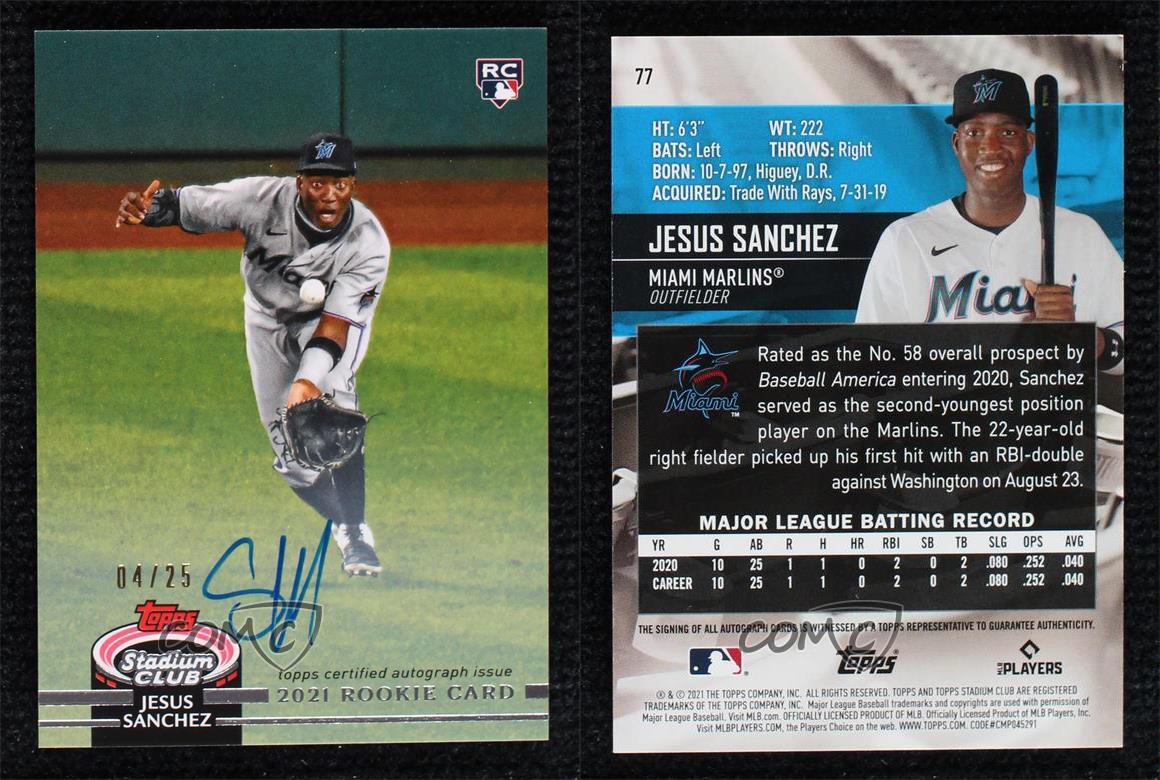 RC
M
Miami
04/25
Topps
Stadium
CLUB
JESUS
SANCHEZ
topps certified autograph issue
2021 ROOKIE CARD
COMC
77
HT: 6'3" WT: 222
BATS: Left THROWS: Right
BORN: 10-7-97, Higuey, D.R.
ACQUIRED: Trade With Rays, 7-31-19
JESUS SANCHEZ
MIAMI MARLINS®
OUTFIELDER
M
Miami
Miami™
Rated as the No. 58 overall prospect by
Baseball America entering 2020, Sanchez
served as the second-youngest position
player on the Marlins. The 22-year-old
right fielder picked up his first hit with an RBI-double
against Washington on August 23.
MAJOR LEAGUE BATTING RECORD
YR G AB R H HR RBI SB TB SLG OPS AVG
2020 10 25 1 1 0 2 0 2 .080 .252 .040
CAREER 10 25 1 1 0 2 0 2 .080 .252 .040
THE SIGNING OF ALL AUTOGRAPH CARDS IS WITNESSED BY A TOPPS REPRESENTATIVE TO GUARANTEE AUTHENTICITY.
COMC
Topps
MLB PLAYERS
® & © 2021 THE TOPPS COMPANY, INC. ALL RIGHTS RESERVED. TOPPS AND TOPPS STADIUM CLUB ARE REGISTERED
TRADEMARKS OF THE TOPPS COMPANY, INC. Major League Baseball trademarks and copyrights are used with permission of
Major League Baseball. Visit MLB.com. OFFICIALLY LICENSED PRODUCT OF MLB. Officially Licensed Product of MLB Players, Inc.
Visit MLBPLAYERS.com, the Players Choice on the web. WWW.TOPPS.COM. CODE#CMP045291